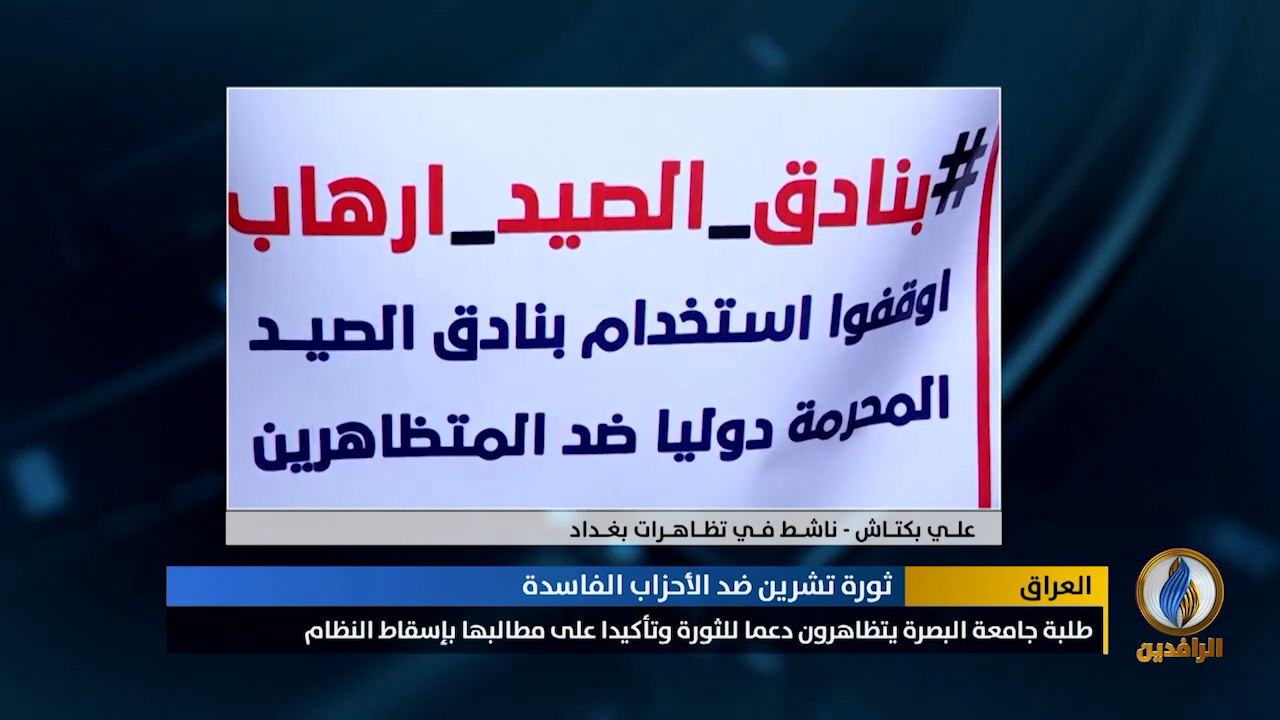 #بنادق_الصيد_ارهاب
اوقفوا استخدام بنادق الصيد
المحرمة دوليا ضد المتظاهرين
علي بكتاش - ناشط في تظاهرات بغداد
العراق
ثورة تشرين ضد الأحزاب الفاسدة
طلبة جامعة البصرة يتظاهرون دعما للثورة وتأكيدا على مطالبها بإسقاط النظام
الرافدين